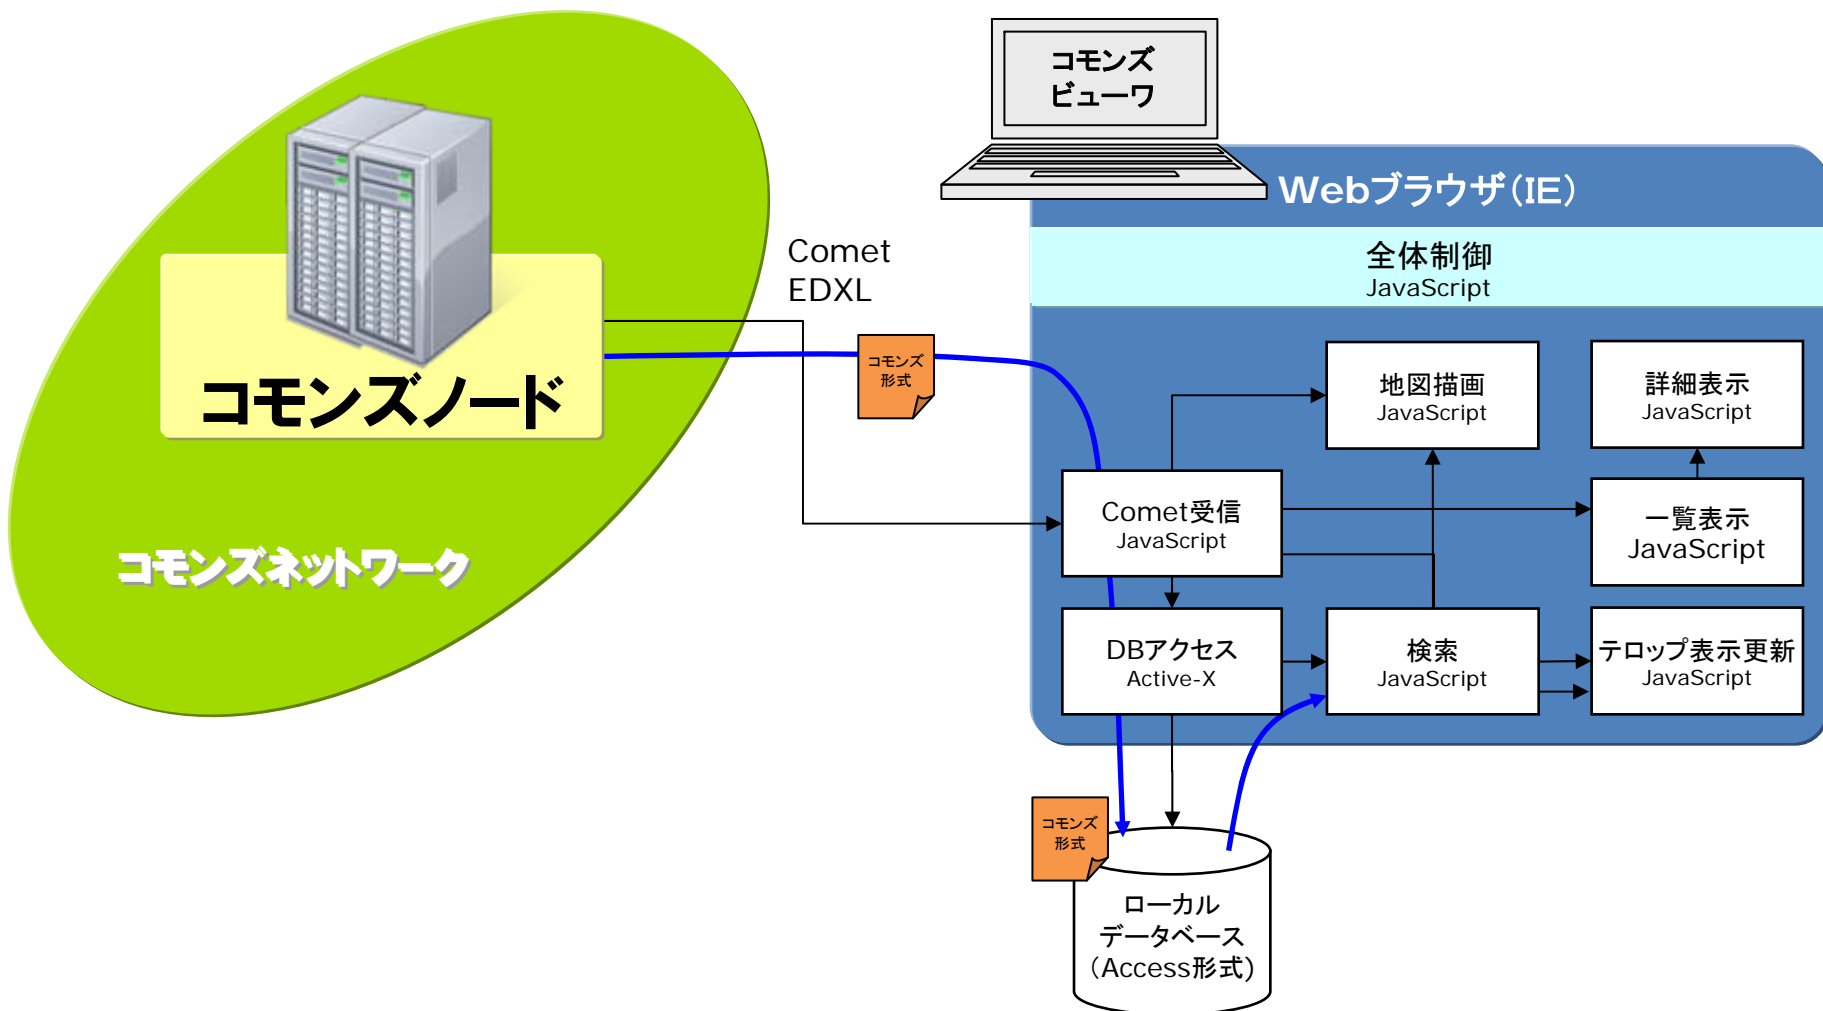 コモンズ
ビューワ
Webブラウザ(IE)
全体制御
JavaScript
Comet
EDXL
コモンズ
形式
コモンズノード
コモンズネットワーク
地図描画
JavaScript
詳細表示
JavaScript
Comet受信
JavaScript
一覧表示
JavaScript
DBアクセス
Active-X
検索
JavaScript
テロップ表示更新
JavaScript
コモンズ
形式
ローカル
データベース
(Access形式)